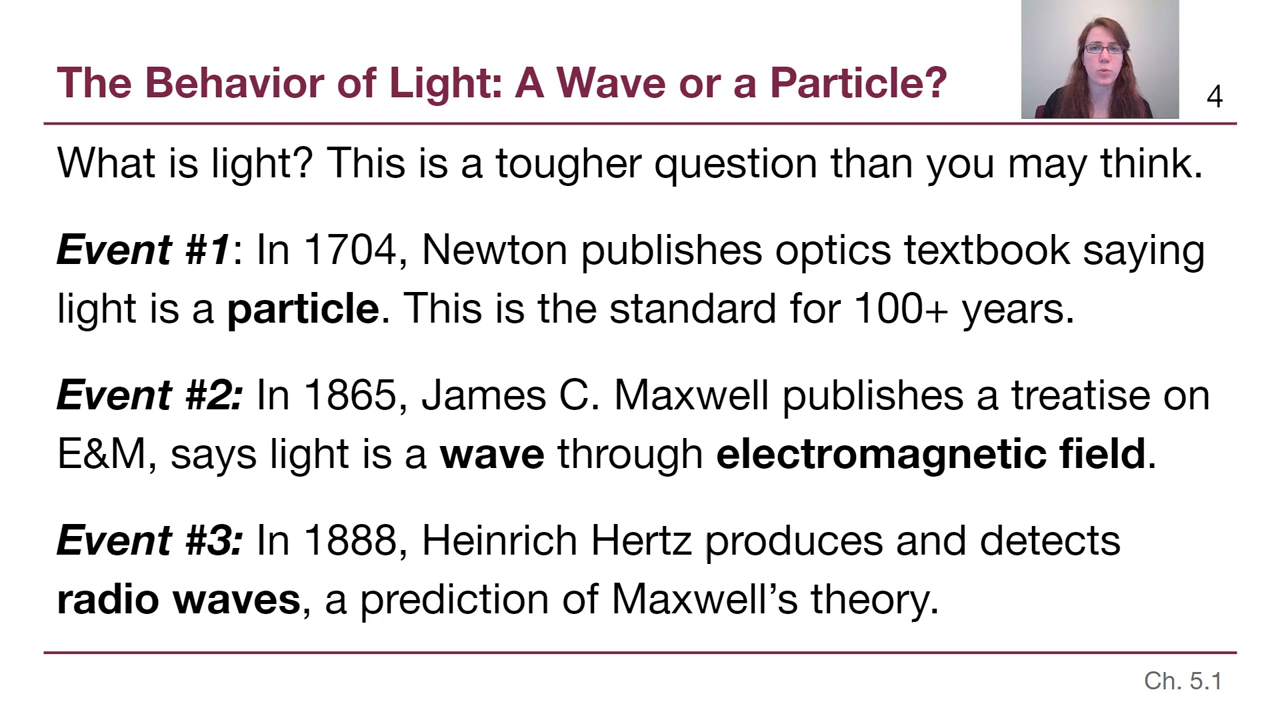 The Behavior of Light: A Wave or a Particle?
4
What is light? This is a tougher question than you may think.
Event #1: In 1704, Newton publishes optics textbook saying
light is a particle. This is the standard for 100+ years.
Event #2: In 1865, James C. Maxwell publishes a treatise on
E&M, says light is a wave through electromagnetic field.
Event #3: In 1888, Heinrich Hertz produces and detects
radio waves, a prediction of Maxwell’s theory.
Ch. 5.1